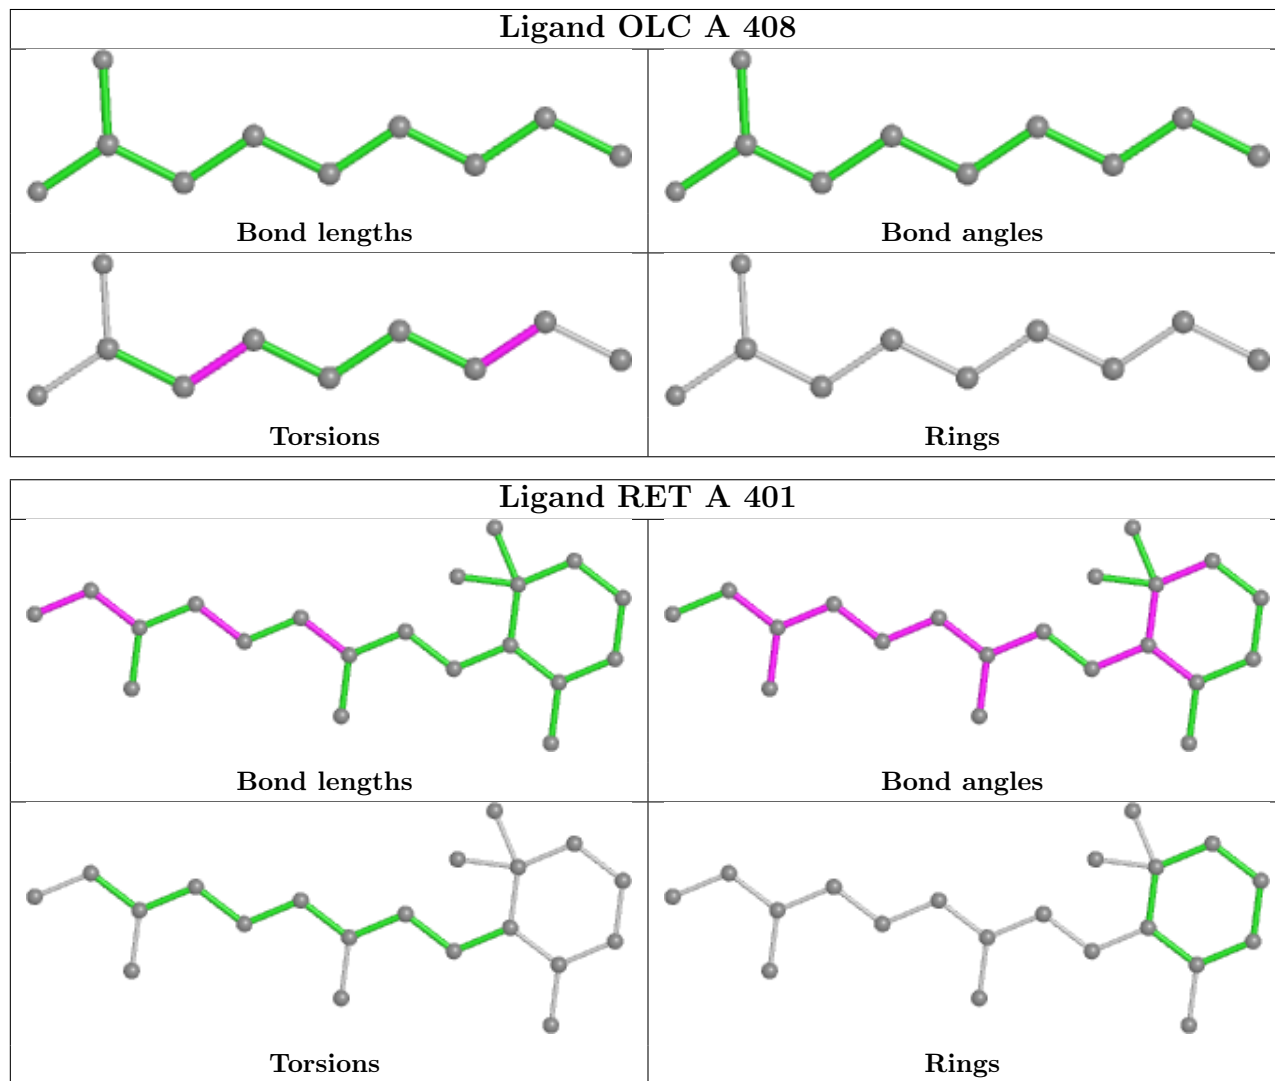 Ligand OLC A 408
Bond lengths
Bond angles
Torsions
Rings
Ligand RET A 401
Bond lengths
Bond angles
Torsions
Rings